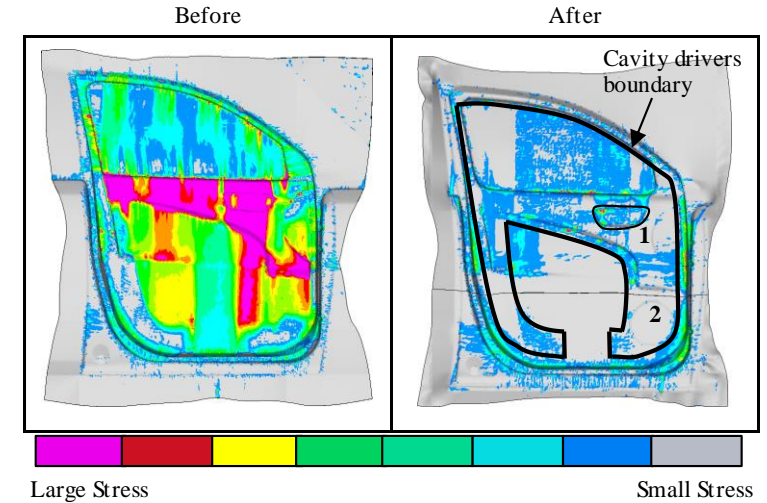 Before
After
Cavity drivers
boundary
1
2
Large Stress
Small Stress